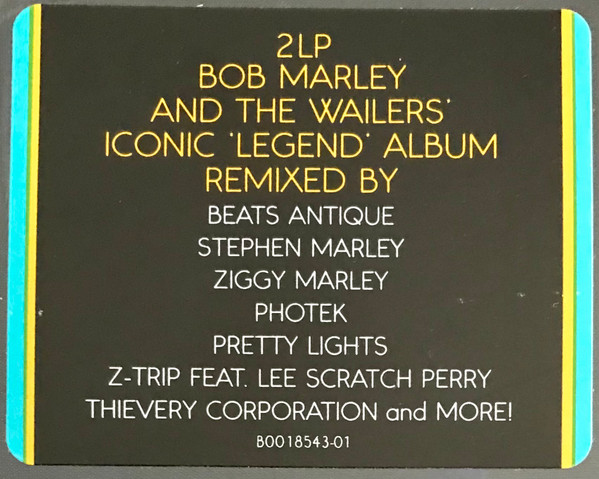 2LP
BOB MARLEY
AND THE WAILERS'
ICONIC 'LEGEND' ALBUM
REMIXED BY
BEATS ANTIQUE
STEPHEN MARLEY
ZIGGY MARLEY
PHOTEK
PRETTY LIGHTS
Z-TRIP FEAT. LEE SCRATCH PERRY
THIEVERY CORPORATION and MORE!
B0018543-01